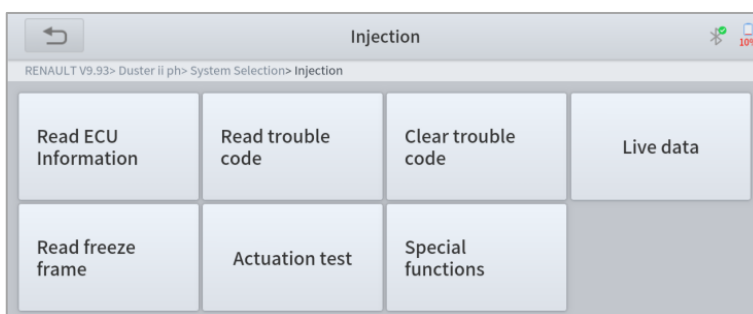 Injection
10%
RENAULT V9.93> Duster ii ph> System Selection> Injection
Read ECU
Information
Read trouble
code
Clear trouble
code
Live data
Read freeze
frame
Actuation test
Special
functions